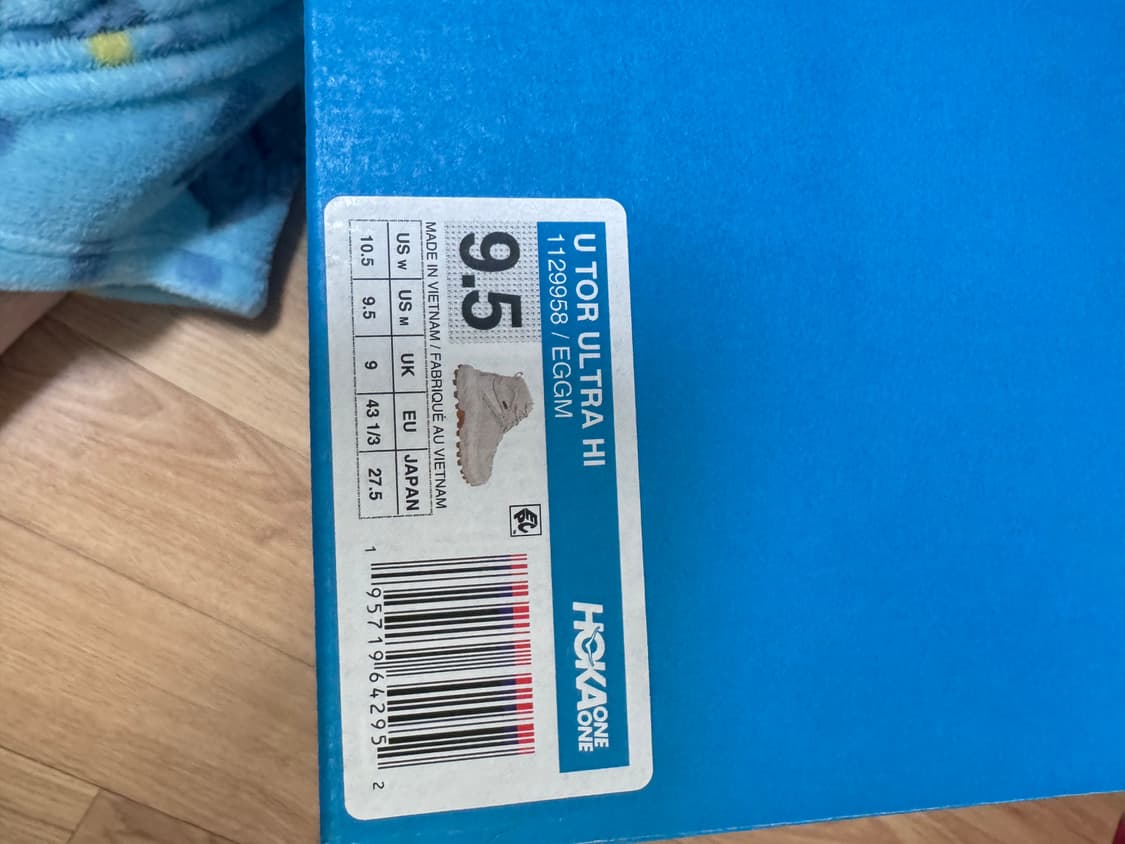 U TOR ULTRA HI
1129958 / EGGM
HOKA ONE ONE
9.5
MADE IN VIETNAM / FABRIQUÉ AU VIETNAM
US W US M UK EU JAPAN
10.5 9.5 9 43 1/3 27.5
1 95719 64295 2